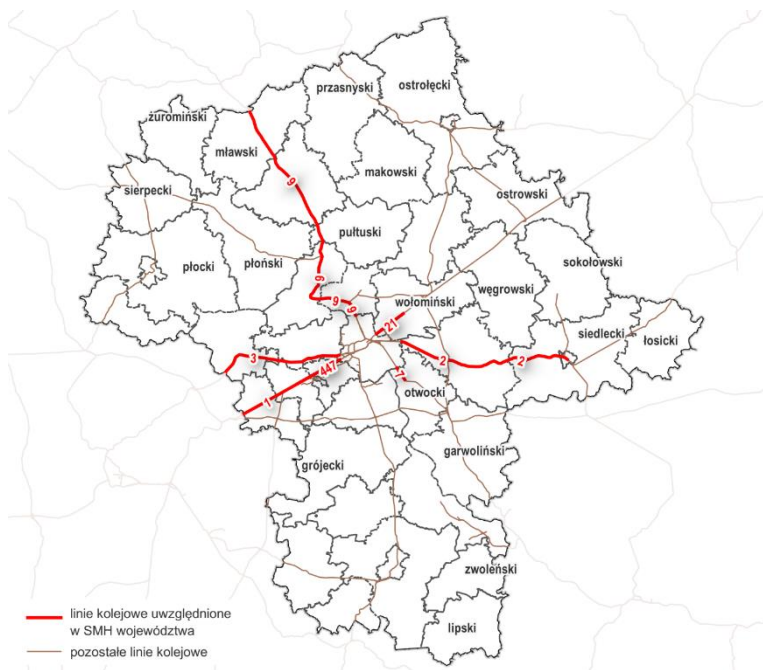 ostrołęcki
przasnyski
żuromiński
mławski
makowski
9
sierpecki
ostrowski
pułtuski
płocki
płoński
sokołowski
węgrowski
9
9
9
wołomiński
21
siedlecki
łosicki
3
2
2
447
7
1
otwocki
garwoliński
grójecki
zwoleński
lipski
linie kolejowe uwzględnione
w SMH województwa
pozostałe linie kolejowe